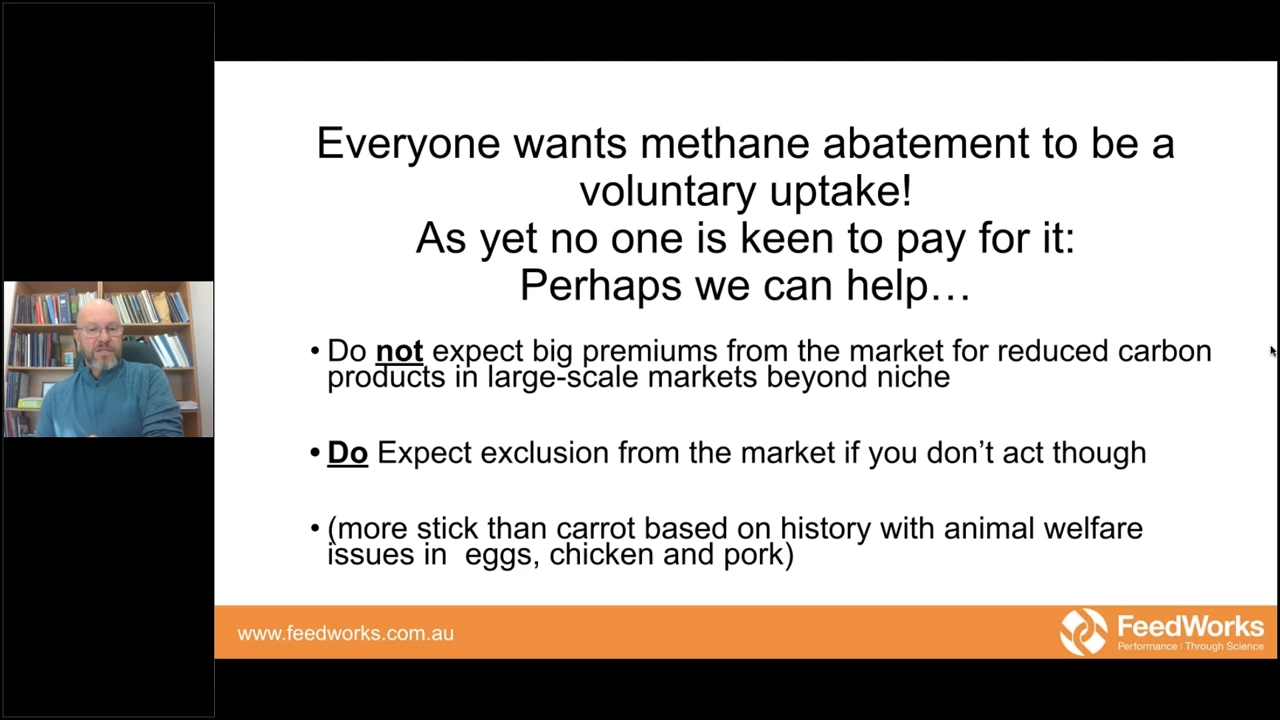 Everyone wants methane abatement to be a
voluntary uptake!
As yet no one is keen to pay for it:
Perhaps we can help…
• Do not expect big premiums from the market for reduced carbon
products in large-scale markets beyond niche
• Do Expect exclusion from the market if you don’t act though
• (more stick than carrot based on history with animal welfare
issues in  eggs, chicken and pork)
www.feedworks.com.au
FeedWorks
Performance | Through Science